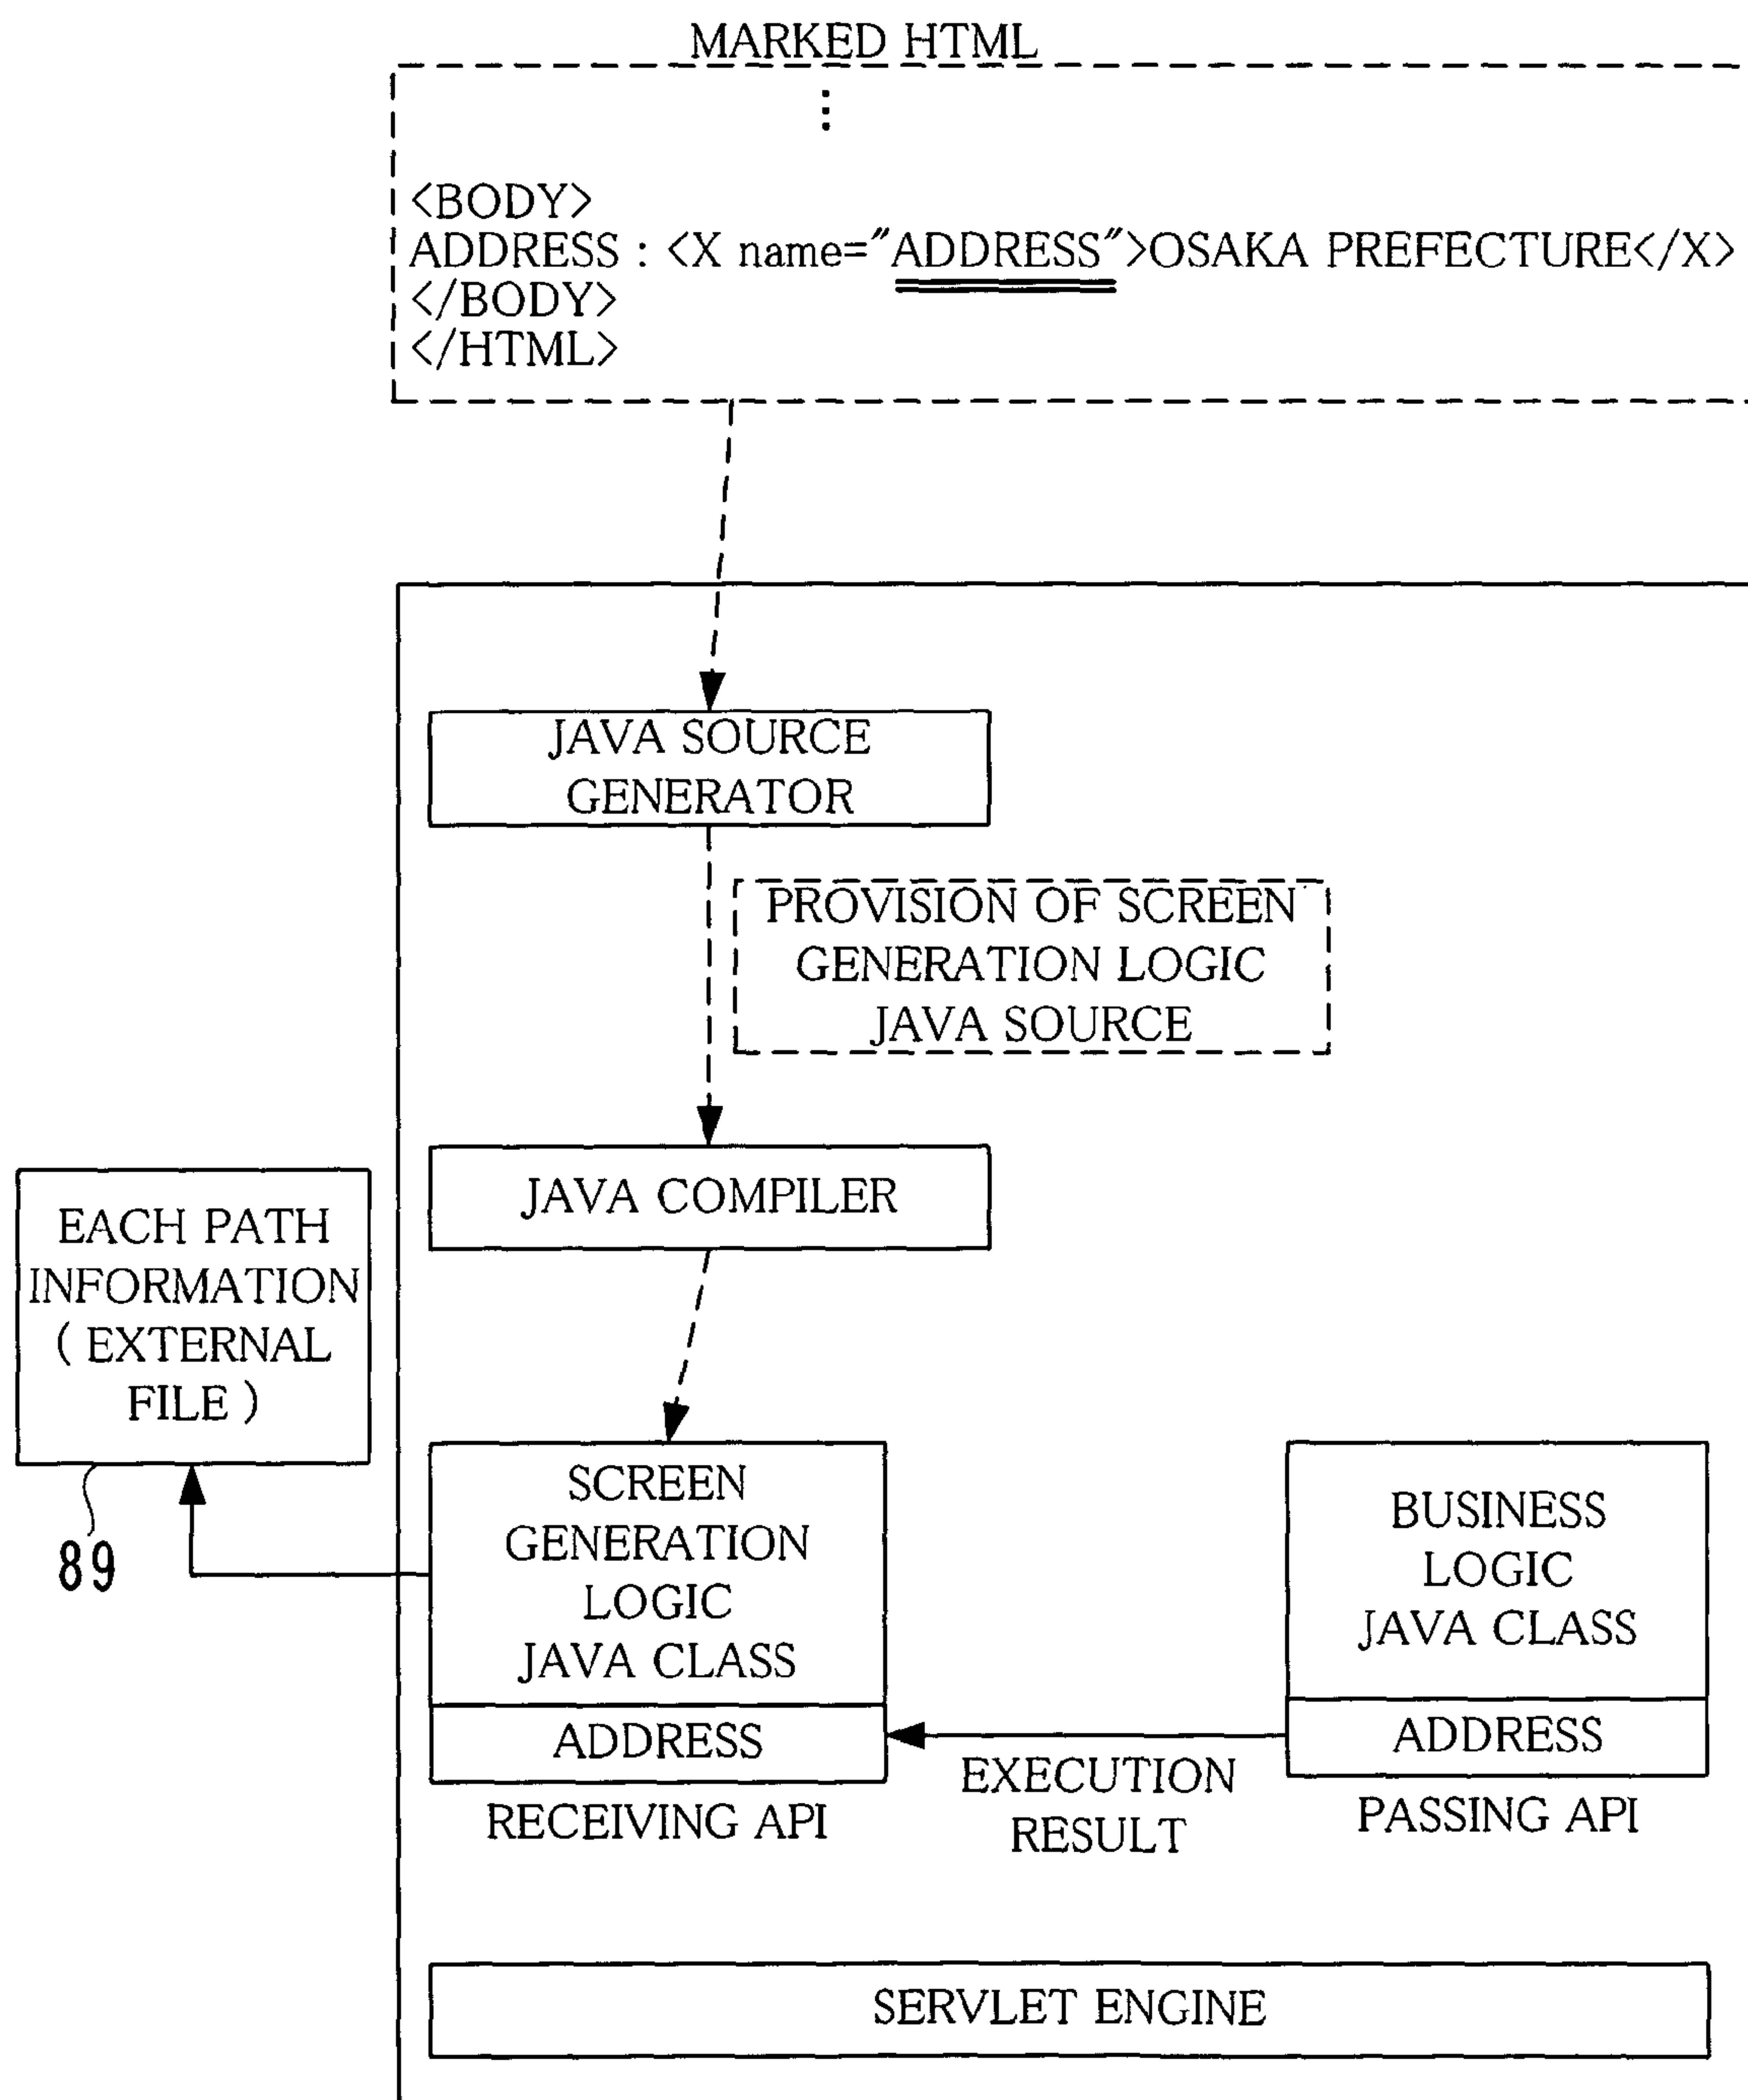 MARKED HTML
⋮
<BODY>
ADDRESS : <X name="ADDRESS">OSAKA PREFECTURE</X>
</BODY>
</HTML>
JAVA SOURCE
GENERATOR
PROVISION OF SCREEN
GENERATION LOGIC
JAVA SOURCE
JAVA COMPILER
EACH PATH
INFORMATION
( EXTERNAL
FILE )
89
SCREEN
GENERATION
LOGIC
JAVA CLASS
ADDRESS
RECEIVING API
EXECUTION
RESULT
BUSINESS
LOGIC
JAVA CLASS
ADDRESS
PASSING API
SERVLET ENGINE